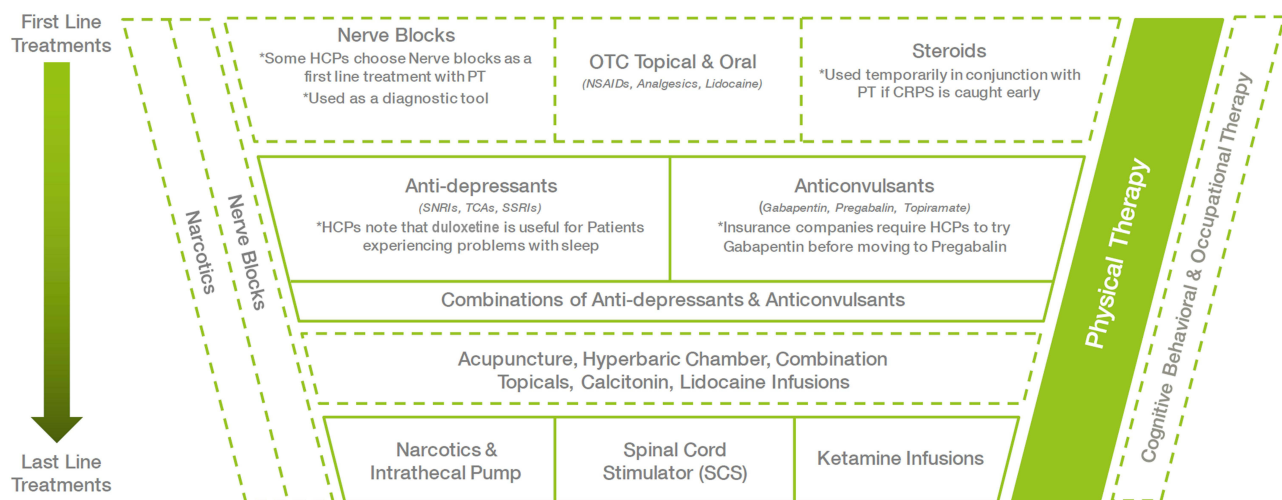 First Line
Treatments
Last Line
Treatments
Narcotics
Nerve Blocks
Nerve Blocks
*Some HCPs choose Nerve blocks as a
first line treatment with PT
*Used as a diagnostic tool
OTC Topical & Oral
(NSAIDs, Analgesics, Lidocaine)
Steroids
*Used temporarily in conjunction with
PT if CRPS is caught early
Anti-depressants
(SNRIs, TCAs, SSRIs)
*HCPs note that duloxetine is useful for Patients
experiencing problems with sleep
Anticonvulsants
(Gabapentin, Pregabalin, Topiramate)
*Insurance companies require HCPs to try
Gabapentin before moving to Pregabalin
Combinations of Anti-depressants & Anticonvulsants
Acupuncture, Hyperbaric Chamber, Combination
Topicals, Calcitonin, Lidocaine Infusions
Narcotics &
Intrathecal Pump
Spinal Cord
Stimulator (SCS)
Ketamine Infusions
Physical Therapy
Cognitive Behavioral & Occupational Therapy